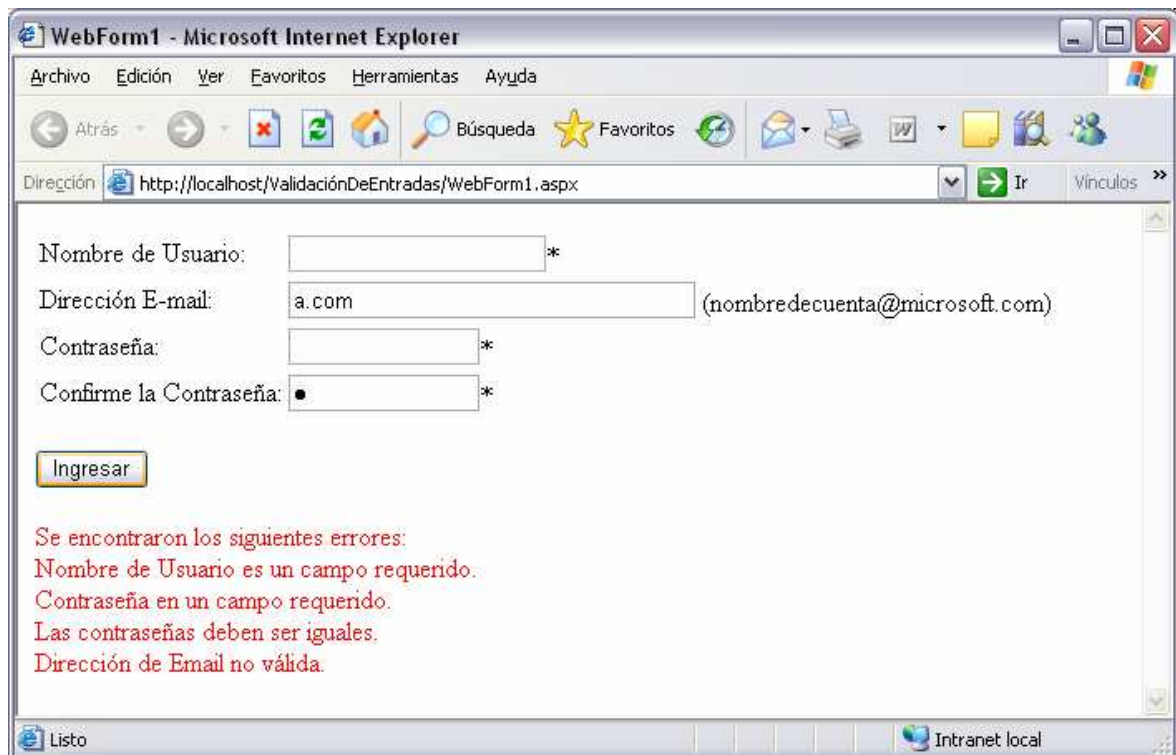 WebForm1 - Microsoft Internet Explorer
Archivo Edición Ver Favoritos Herramientas Ayuda
Atrás Búsqueda Favoritos
Dirección http://localhost/ValidaciónDeEntradas/WebForm1.aspx Ir Vínculos »
Nombre de Usuario: *
Dirección E-mail: a.com (nombredecuenta@microsoft.com)
Contraseña: *
Confirme la Contraseña: ● *
Ingresar
Se encontraron los siguientes errores:
Nombre de Usuario es un campo requerido.
Contraseña en un campo requerido.
Las contraseñas deben ser iguales.
Dirección de Email no válida.
Listo Intranet local